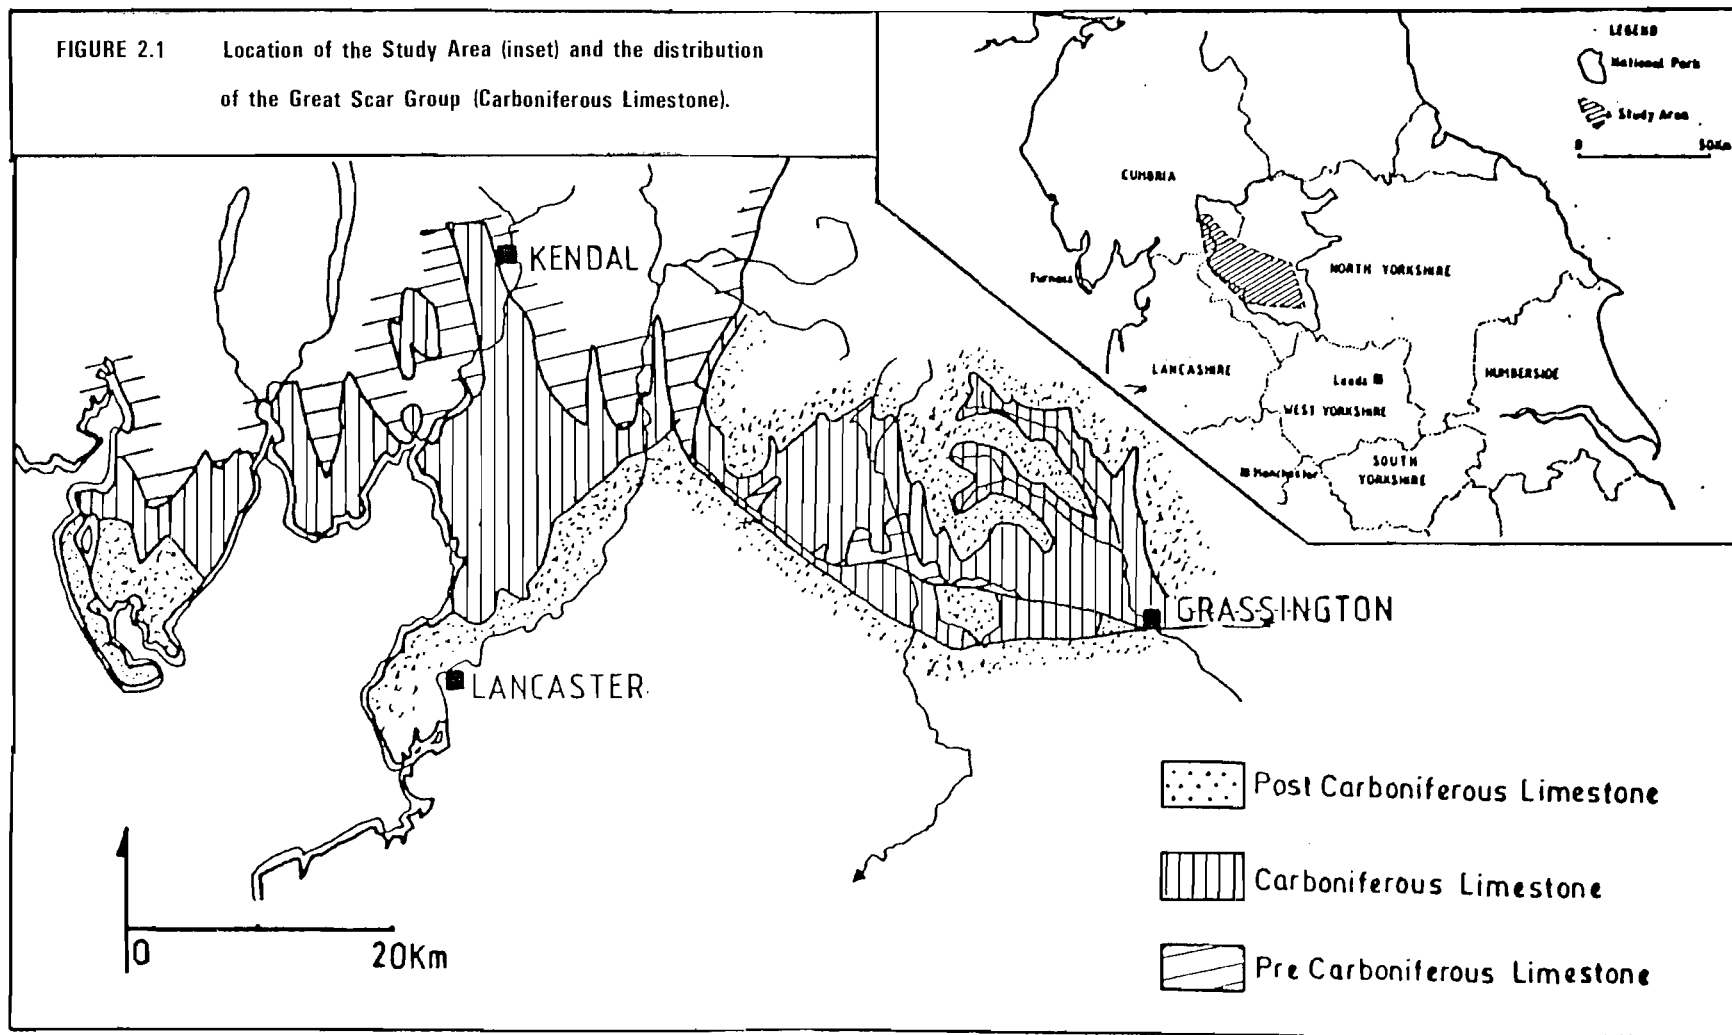 FIGURE 2.1 Location of the Study Area (inset) and the distribution
of the Great Scar Group (Carboniferous Limestone).
LEGEND
National Park
Study Area
0 50Km
CUMBRIA
Furness
NORTH YORKSHIRE
LANCASHIRE
Leeds
HUMBERSIDE
WEST YORKSHIRE
Manchester
SOUTH
YORKSHIRE
KENDAL
GRASSINGTON
LANCASTER
Post Carboniferous Limestone
Carboniferous Limestone
Pre Carboniferous Limestone
0 20Km